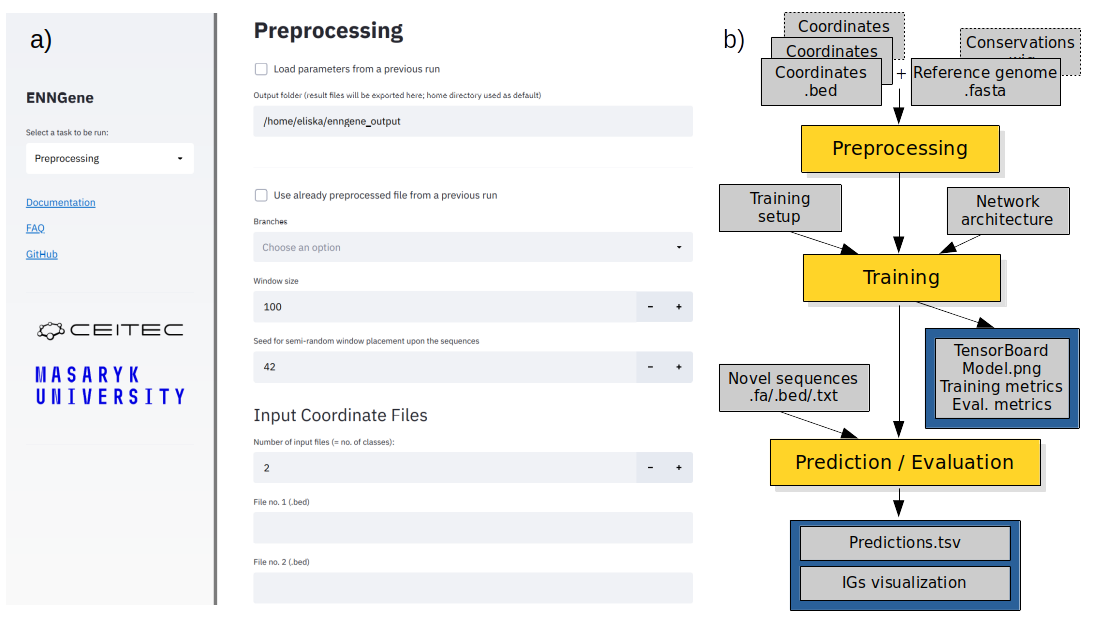 a)
ENNGene
Select a task to be run:
Preprocessing
Documentation
FAQ
GitHub
CEITEC
MASARYK
UNIVERSITY
Preprocessing
Load parameters from a previous run
Output folder (result files will be exported here; home directory used as default)
/home/eliska/enngene_output
Use already preprocessed file from a previous run
Branches
Choose an option
Window size
100
- +
Seed for semi-random window placement upon the sequences
42
- +
Input Coordinate Files
Number of input files (= no. of classes):
2
- +
File no. 1 (.bed)
File no. 2 (.bed)
b)
Coordinates
Coordinates
Coordinates
.bed
+
Conservations
Reference genome
.fasta
Preprocessing
Training
setup
Network
architecture
Training
TensorBoard
Model.png
Training metrics
Eval. metrics
Novel sequences
.fa/.bed/.txt
Prediction / Evaluation
Predictions.tsv
IGs visualization